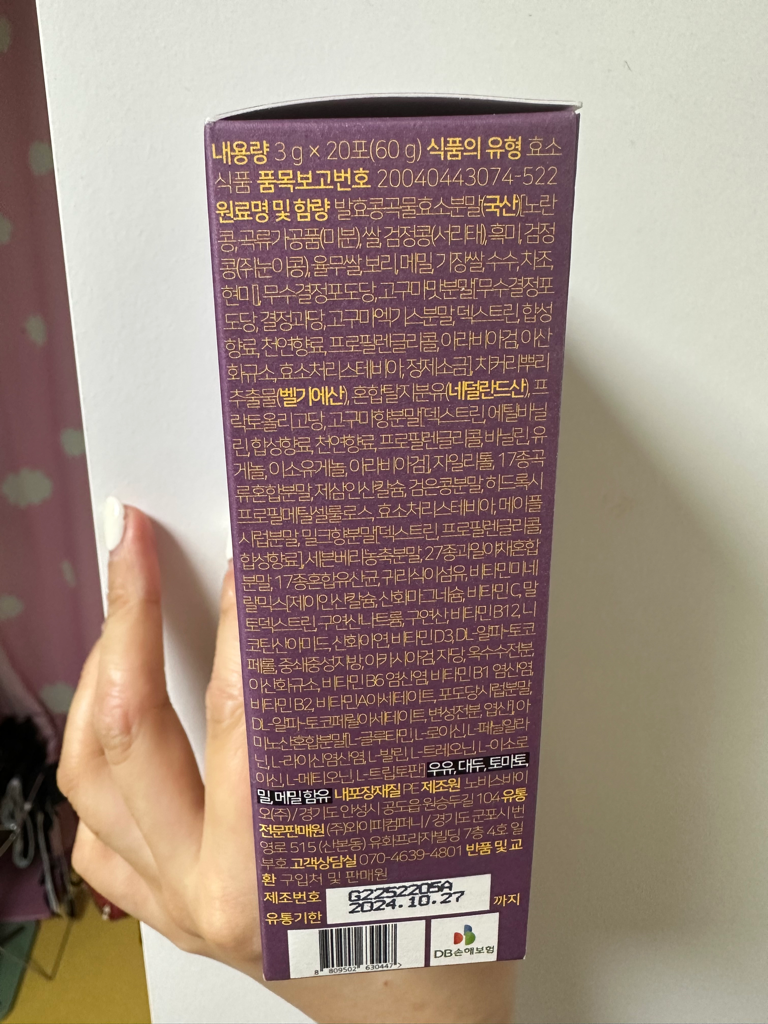 내용량 3 g × 20포(60 g) 식품의 유형 효소
식품 품목보고번호 20040443074-522
원료명 및 함량 발효콩곡물효소분말(국산)[노란
콩,곡류가공품(미분),쌀,검정콩(서리태),흑미,검정
콩(쥐눈이콩),율무쌀,보리,메밀,기장쌀,수수,차조,
현미],무수결정포도당,고구마맛분말[무수결정포
도당,결정과당,고구마엑기스분말,덱스트린,합성
향료,천연향료,프로필렌글리콜,아라비아검,이산
화규소,효소처리스테비아,정제소금],치커리뿌리
추출물(벨기에산),혼합탈지분유(네덜란드산),프
락토올리고당,고구마향분말[덱스트린,에틸바닐
린,합성향료,천연향료,프로필렌글리콜,바닐린,유
게놀,이소유게놀,아라비아검],자일리톨,17종곡
류혼합분말,제삼인산칼슘,검은콩분말,히드록시
프로필메틸셀룰로스,효소처리스테비아,메이플
시럽분말,밀크향분말[덱스트린,프로필렌글리콜
합성향료],세븐베리농축분말,27종과일야채혼합
분말,17종혼합유산균,귀리식이섬유,비타민미네
랄믹스[제이인산칼슘,산화마그네슘,비타민C,말
토덱스트린,구연산나트륨,구연산,비타민B12,니
코틴산아미드,산화아연,비타민D3,DL-알파-토코
페롤,중쇄중성지방,아카시아검,자당,옥수수전분
이산화규소,비타민B6 염산염,비타민B1 염산염,
비타민B2,비타민A아세테이트,포도당시럽분말,
DL-알파-토코페릴아세테이트,변성전분,엽산],아
미노산혼합분말[L-글루타민,L-로이신,L-페닐알라
닌,L-라이신염산염,L-발린,L-트레오닌,L-이소로
이신,L-메티오닌,L-트립토판] 우유, 대두, 토마토,
밀, 메밀 함유 내포장재질 PE 제조원 노비스바이
오(주) / 경기도 안성시 공도읍 원승두길 104 유통
전문판매원 (주)와이피컴퍼니 / 경기도 군포시 번
영로 515 (산본동) 유화프라자빌딩 7층 4호 일
부호 고객상담실 070-4639-4801 반품 및 교
환 구입처 및 판매원
제조번호 G2252205A
유통기한 2024.10.27 까지
8 809502 630447
DB손해보험